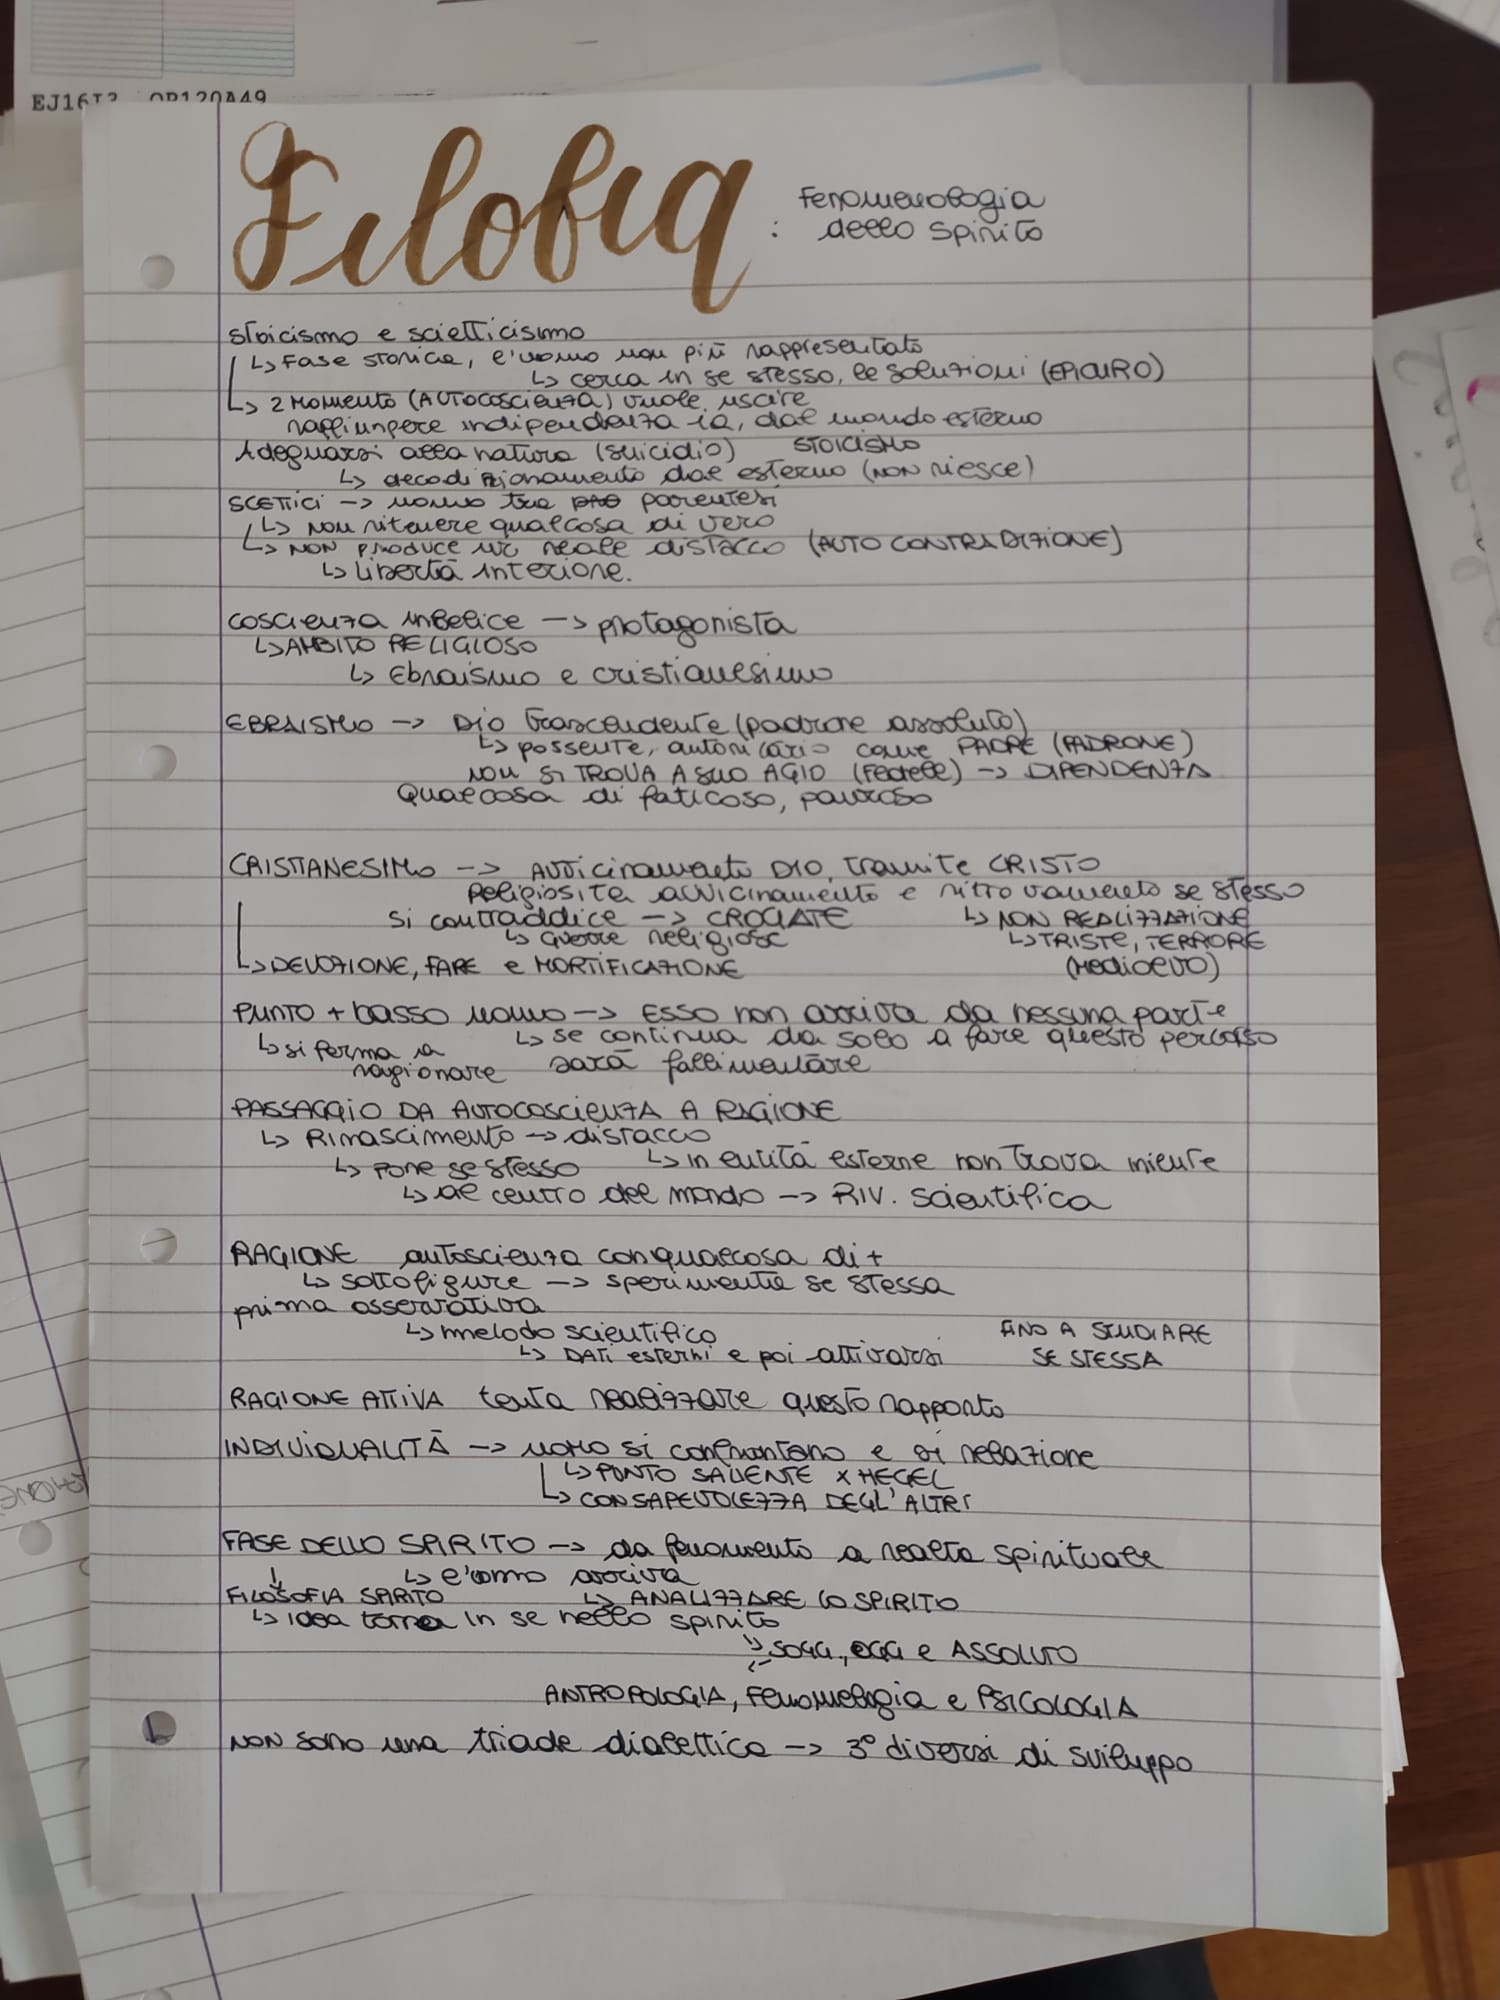 EJ16I3 OP120A49
Filofia : Fenomenologia
dello Spirito
Stoicismo e scietticismo
↳ Fase storica, l'uomo non più rappresentato
↳ cerca in se stesso, le soluzioni (EPICURO)
↳ 2 Momento (AUTOCOSCIENZA) vuole uscire
raffiungere indipendenza ia, dal mondo esterno
Adeguarsi alla natura (suicidio) STOICISMO
↳ decodizionamento dal esterno (NON riesce)
SCETTICI -> uomo tra parentesi
↳ NON ritenere qualcosa di vero
↳ NON produce un reale distacco (AUTO CONTRADIZIONE)
↳ Libertà interiore.
Coscienza infelice -> protagonista
↳ AMBITO RELIGIOSO
↳ Ebraismo e cristianesimo
EBRAISMO -> Dio trascendente (padrone assoluto)
↳ possente, autoritario come PADRE (PADRONE)
NON SI TROVA A SUO AGIO (Fedele) -> DIPENDENZA
Qualcosa di faticoso, pauroso
CRISTIANESIMO -> Avvicinamento DIO, tramite CRISTO
Religiosità avvicinamento e ritrovamento se stesso
si contraddice -> CROCIATE ↳ NON REALIZZAZIONE
↳ Guerre religiose ↳ TRISTE, TERRORE
↳ DEVOZIONE, FARE e MORTIFICAZIONE (Medioevo)
PUNTO + basso uomo -> Esso non arriva da nessuna parte
↳ si ferma a ↳ se continua da solo a fare questo percorso
ragionare sarà fallimentare
PASSAGGIO DA AUTOCOSCIENZA A RAGIONE
↳ Rinascimento -> distacco
↳ Pone se stesso ↳ in entità esterne non trova niente
↳ al centro del mondo -> RIV. scientifica
RAGIONE autoscienza con qualcosa di +
↳ sottofigure -> sperimenta se stessa
prima osservativa
↳ metodo scientifico FINO A STUDIARE
↳ DATI esterni e poi attivarsi SE STESSA
RAGIONE ATTIVA tenta realizzare questo rapporto
INDIVIDUALITÀ -> UOMO si confrontano e si relazione
↳ PUNTO SALIENTE X HEGEL
↳ CONSAPEVOLEZZA DEGL'ALTRI
FASE DELLO SPIRITO -> da fenomento a realtà spirituale
↓ ↳ l'uomo arriva
FILOSOFIA SPIRITO ↳ ANALIZZARE LO SPIRITO
↳ idea torna in se nello spirito
↳ SOGG., OGG e ASSOLUTO
ANTROPOLOGIA, Fenomelogia e PSICOLOGIA
NON sono una triade dialettica -> 3° diversi di sviluppo